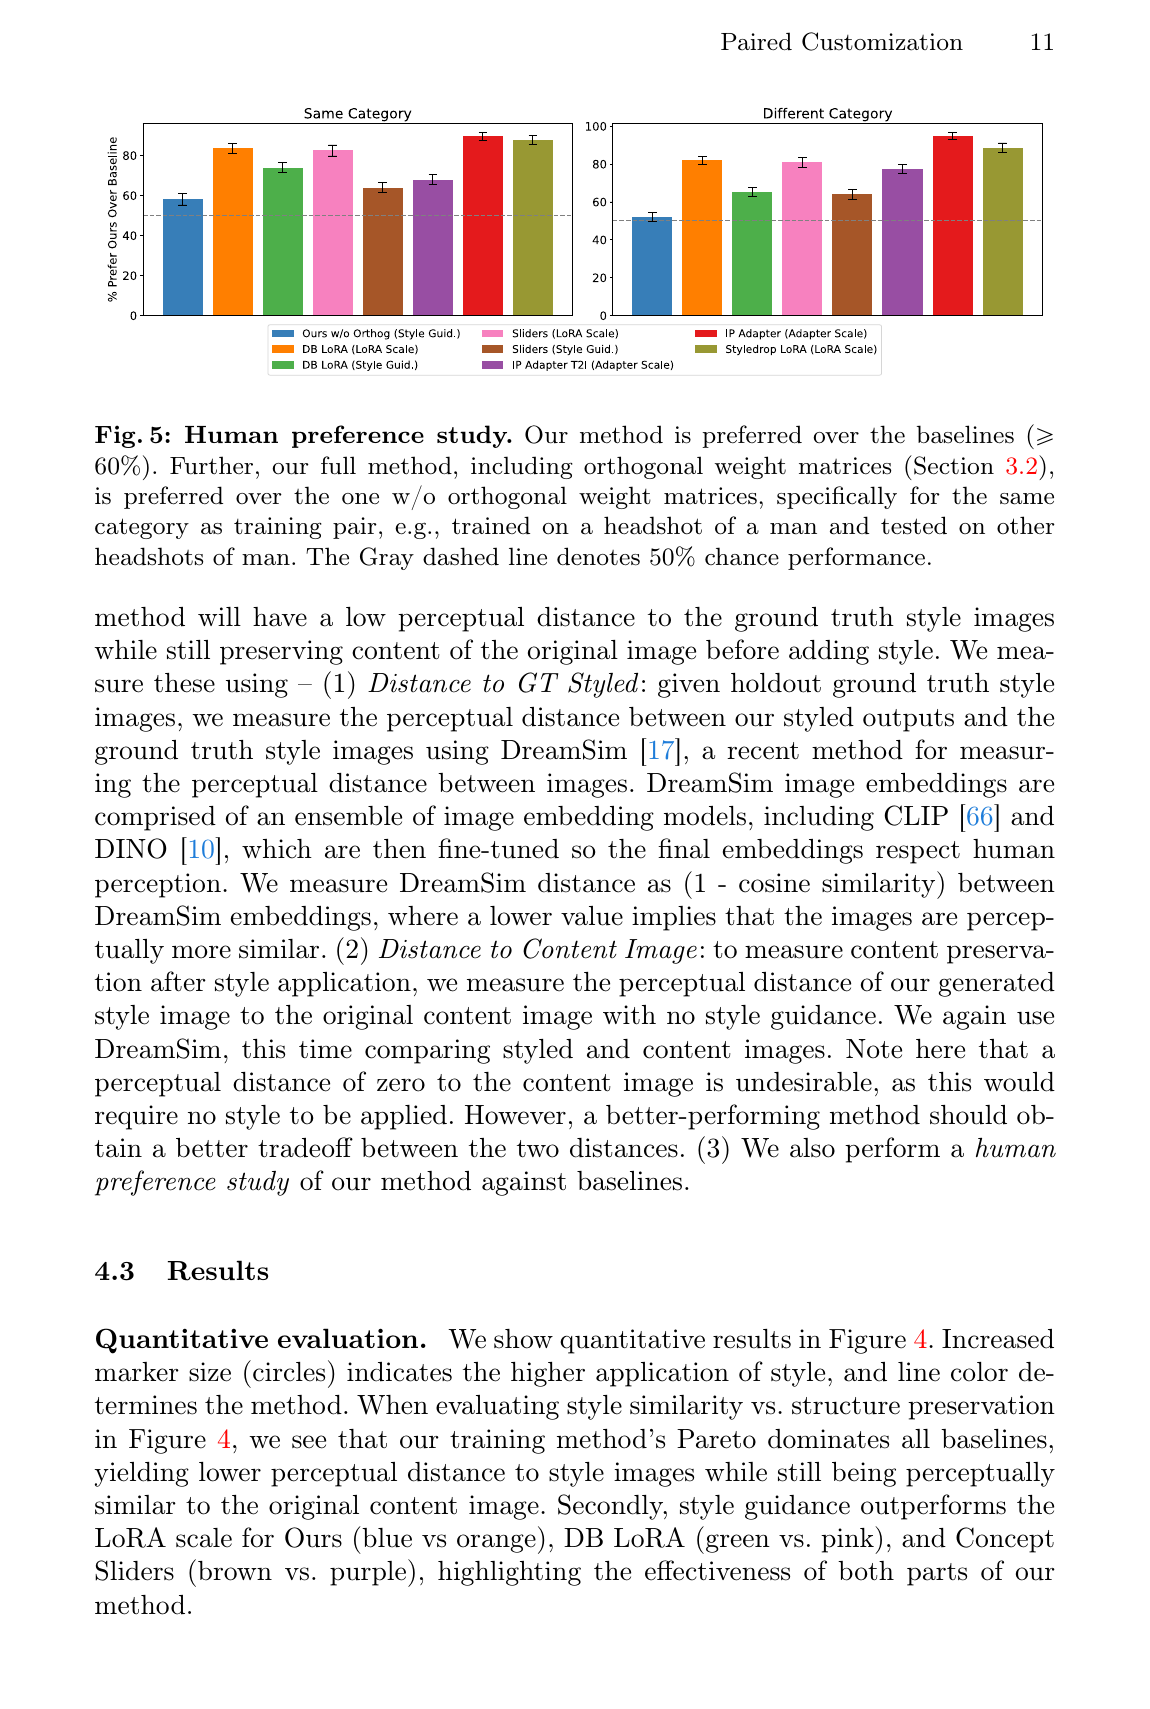 Paired Customization 11
Same Category
Different Category
% Prefer Ours Over Baseline
80
60
40
20
0
100
80
60
40
20
0
Ours w/o Orthog (Style Guid.)
DB LoRA (LoRA Scale)
DB LoRA (Style Guid.)
Sliders (LoRA Scale)
Sliders (Style Guid.)
IP Adapter T2I (Adapter Scale)
IP Adapter (Adapter Scale)
Styledrop LoRA (LoRA Scale)
Fig. 5: Human preference study. Our method is preferred over the baselines (⩾
60%). Further, our full method, including orthogonal weight matrices (Section 3.2),
is preferred over the one w/o orthogonal weight matrices, specifically for the same
category as training pair, e.g., trained on a headshot of a man and tested on other
headshots of man. The Gray dashed line denotes 50% chance performance.
method will have a low perceptual distance to the ground truth style images
while still preserving content of the original image before adding style. We mea-
sure these using – (1) Distance to GT Styled: given holdout ground truth style
images, we measure the perceptual distance between our styled outputs and the
ground truth style images using DreamSim [17], a recent method for measur-
ing the perceptual distance between images. DreamSim image embeddings are
comprised of an ensemble of image embedding models, including CLIP [66] and
DINO [10], which are then fine-tuned so the final embeddings respect human
perception. We measure DreamSim distance as (1 - cosine similarity) between
DreamSim embeddings, where a lower value implies that the images are percep-
tually more similar. (2) Distance to Content Image: to measure content preserva-
tion after style application, we measure the perceptual distance of our generated
style image to the original content image with no style guidance. We again use
DreamSim, this time comparing styled and content images. Note here that a
perceptual distance of zero to the content image is undesirable, as this would
require no style to be applied. However, a better-performing method should ob-
tain a better tradeoff between the two distances. (3) We also perform a human
preference study of our method against baselines.
4.3 Results
Quantitative evaluation. We show quantitative results in Figure 4. Increased
marker size (circles) indicates the higher application of style, and line color de-
termines the method. When evaluating style similarity vs. structure preservation
in Figure 4, we see that our training method's Pareto dominates all baselines,
yielding lower perceptual distance to style images while still being perceptually
similar to the original content image. Secondly, style guidance outperforms the
LoRA scale for Ours (blue vs orange), DB LoRA (green vs. pink), and Concept
Sliders (brown vs. purple), highlighting the effectiveness of both parts of our
method.